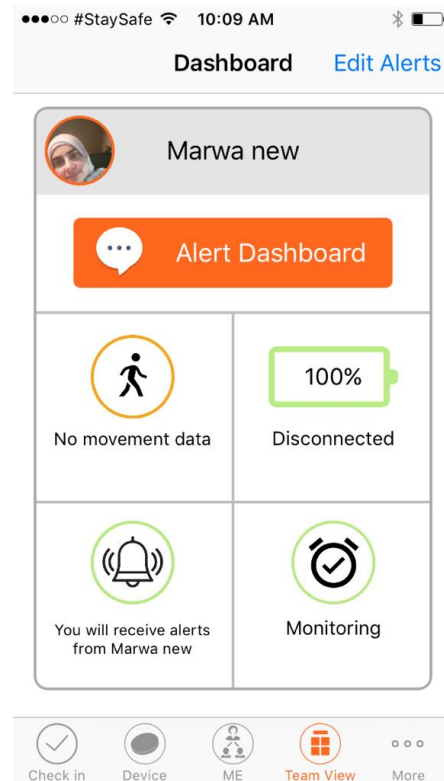 #StaySafe 10:09 AM
Dashboard Edit Alerts
Marwa new
Alert Dashboard
No movement data
100%
Disconnected
You will receive alerts
from Marwa new
Monitoring
Check in Device ME Team View More